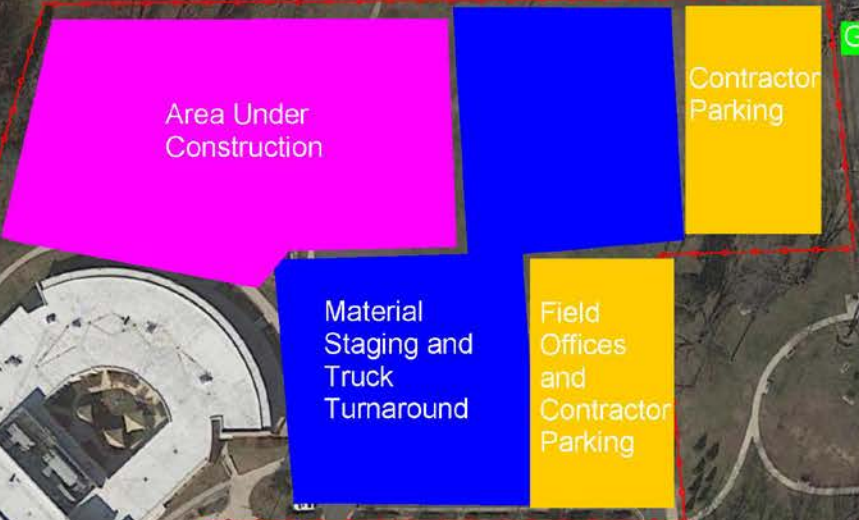 Area Under
Construction
Contractor
Parking
G
Material
Staging and
Truck
Turnaround
Field
Offices
and
Contractor
Parking